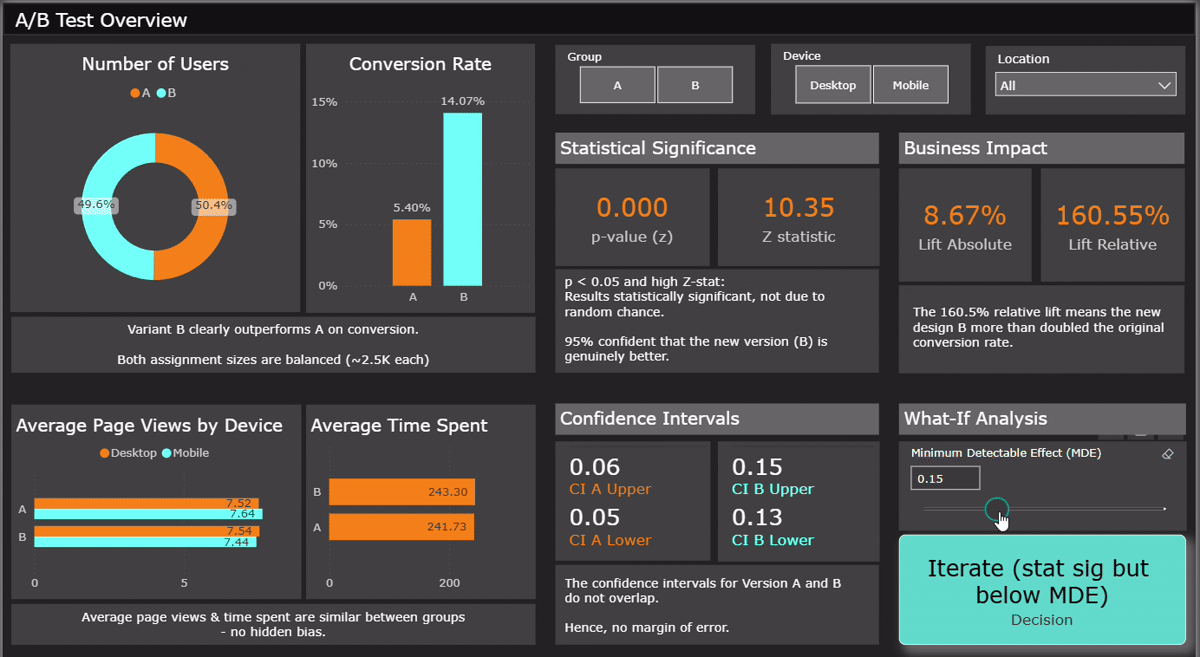 A/B Test Overview
Number of Users
A B
49.6%
50.4%
Conversion Rate
15%
10%
5%
0%
14.07%
5.40%
A
B
Variant B clearly outperforms A on conversion.
Both assignment sizes are balanced (~2.5K each)
Group
A
B
Device
Desktop
Mobile
Location
All
Statistical Significance
0.000
p-value (z)
10.35
Z statistic
p < 0.05 and high Z-stat:
Results statistically significant, not due to
random chance.
95% confident that the new version (B) is
genuinely better.
Business Impact
8.67%
Lift Absolute
160.55%
Lift Relative
The 160.5% relative lift means the new
design B more than doubled the original
conversion rate.
Average Page Views by Device
Desktop Mobile
A
7.52
7.64
B
7.54
7.44
0
5
Average Time Spent
B
243.30
A
241.73
0
200
Average page views & time spent are similar between groups
- no hidden bias.
Confidence Intervals
0.06
CI A Upper
0.05
CI A Lower
0.15
CI B Upper
0.13
CI B Lower
The confidence intervals for Version A and B
do not overlap.
Hence, no margin of error.
What-If Analysis
Minimum Detectable Effect (MDE)
0.15
Iterate (stat sig but
below MDE)
Decision